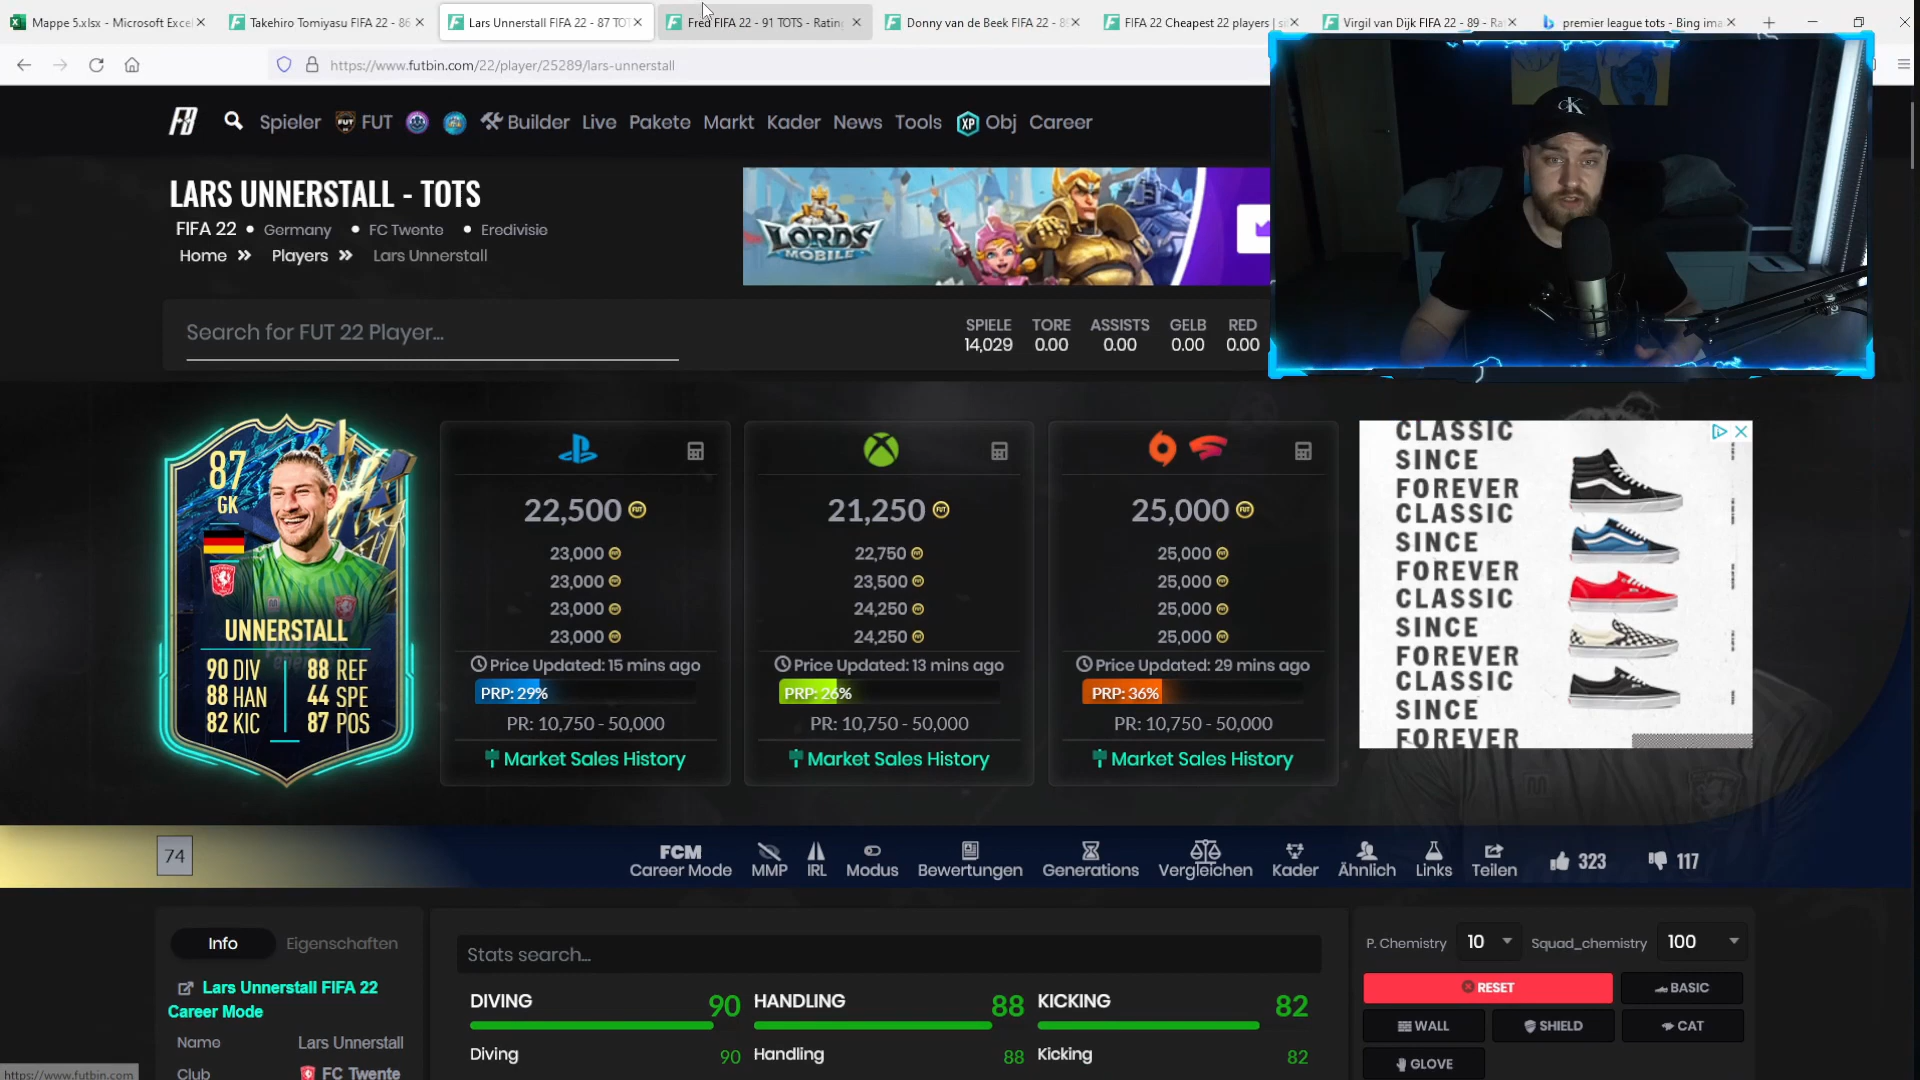 Mappe 5.xlsx - Microsoft Excel
Takehiro Tomiyasu FIFA 22 - 86
Lars Unnerstall FIFA 22 - 87 TOT
Fred FIFA 22 - 91 TOTS - Rating
Donny van de Beek FIFA 22 - 8
FIFA 22 Cheapest 22 players | s
Virgil van Dijk FIFA 22 - 89 - Ra
premier league tots - Bing ima
https://www.futbin.com/22/player/25289/lars-unnerstall
Spieler FUT Builder Live Pakete Markt Kader News Tools XP Obj Career
LARS UNNERSTALL - TOTS
FIFA 22 • Germany • FC Twente • Eredivisie
Home » Players » Lars Unnerstall
LORDS
MOBILE
CK
Search for FUT 22 Player...
SPIELE TORE ASSISTS GELB RED
14,029 0.00 0.00 0.00 0.00
87
GK
UNNERSTALL
90 DIV 88 REF
88 HAN 44 SPE
82 KIC 87 POS
22,500
23,000
23,000
23,000
23,000
Price Updated: 15 mins ago
PRP: 29%
PR: 10,750 - 50,000
Market Sales History
21,250
22,750
23,500
24,250
24,250
Price Updated: 13 mins ago
PRP: 26%
PR: 10,750 - 50,000
Market Sales History
25,000
25,000
25,000
25,000
25,000
Price Updated: 29 mins ago
PRP: 36%
PR: 10,750 - 50,000
Market Sales History
CLASSIC
SINCE
FOREVER
CLASSIC
SINCE
FOREVER
CLASSIC
SINCE
FOREVER
CLASSIC
SINCE
FOREVER
74
FCM
Career Mode MMP IRL Modus Bewertungen Generations Vergleichen Kader Ähnlich Links Teilen 323 117
Info Eigenschaften
Lars Unnerstall FIFA 22
Career Mode
Name Lars Unnerstall
Club FC Twente
Stats search...
DIVING 90 HANDLING 88 KICKING 82
Diving 90 Handling 88 Kicking 82
P. Chemistry 10 Squad_chemistry 100
RESET BASIC
WALL SHIELD CAT
GLOVE
https://www.futbin.com